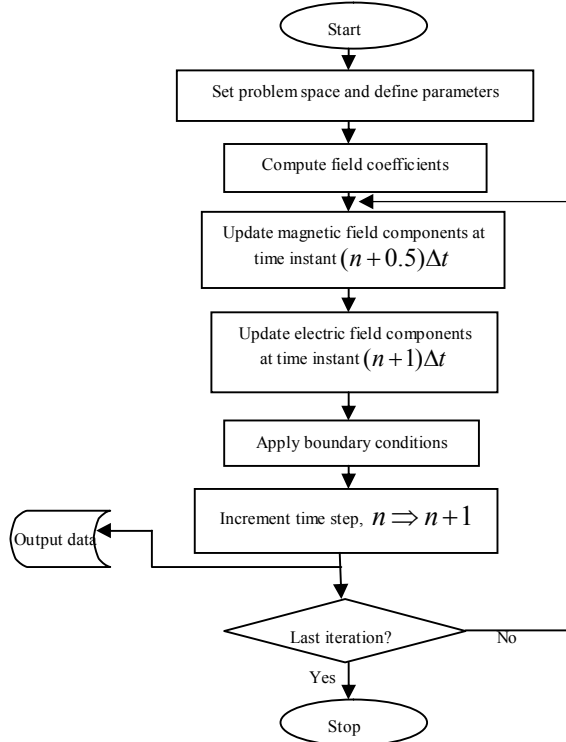 Start
Set problem space and define parameters
Compute field coefficients
Update magnetic field components at
time instant (n + 0.5)Δt
Update electric field components
at time instant (n + 1)Δt
Apply boundary conditions
Increment time step, n ⇒ n + 1
Output data
Last iteration?
No
Yes
Stop